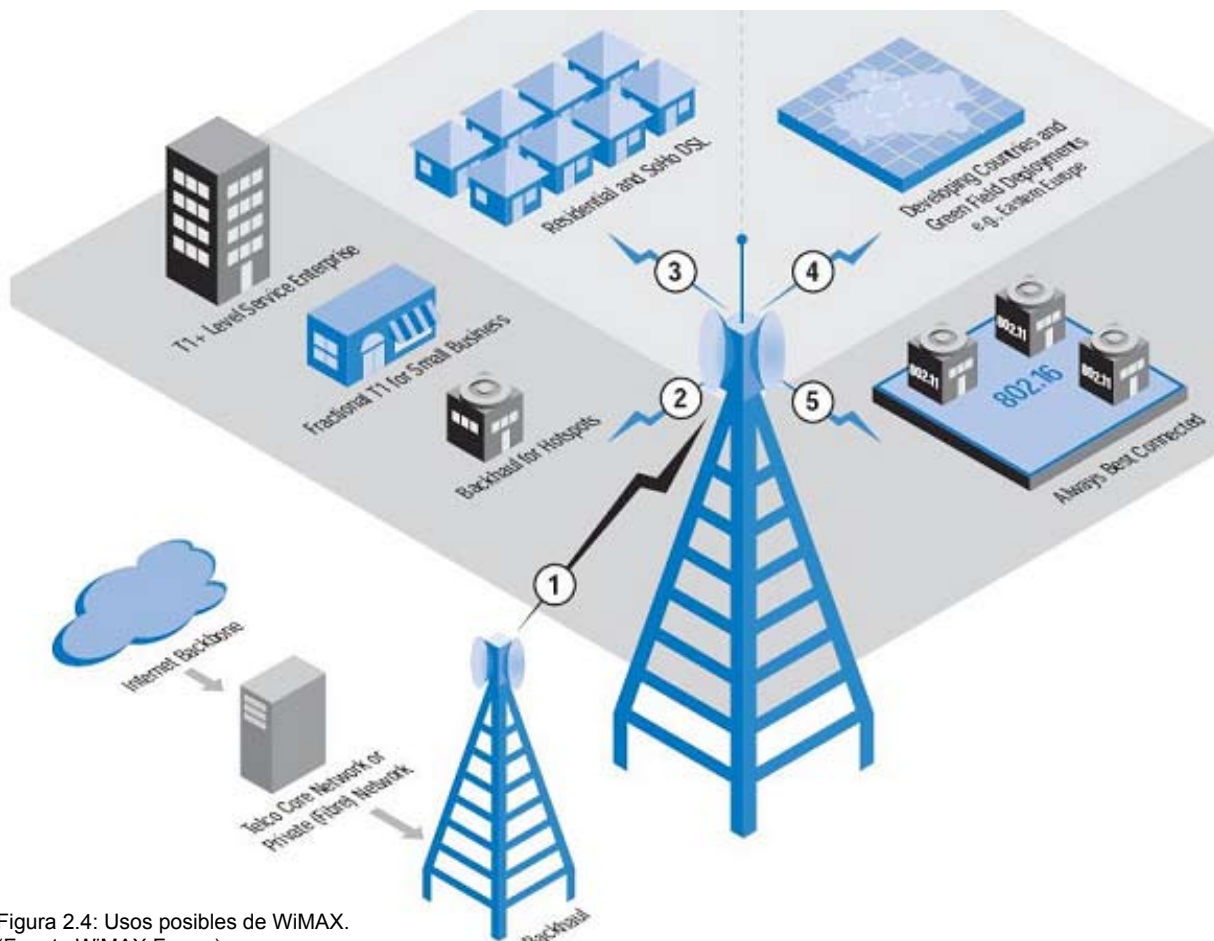 Residential and SoHo DSL
Developing Countries and
Green Field Deployments
e.g. Eastern Europe
T1+ Level Service Enterprise
Fractional T1 for Small Business
Backhaul for Hotspots
3
4
2
5
1
802.11
802.11
802.11
802.16
Always Best Connected
Internet Backbone
Telco Core Network or
Private (Fibre) Network
Backhaul
Figura 2.4: Usos posibles de WiMAX.